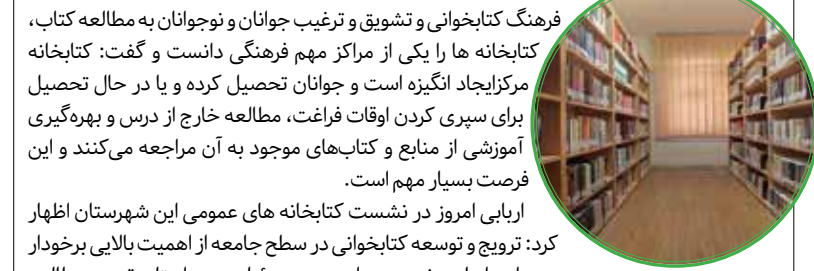 فرهنگ کتابخوانی و تشویق و ترغیب جوانان و نوجوانان به مطالعه کتاب،
کتابخانه ها را یکی از مراکز مهم فرهنگی دانست و گفت: کتابخانه
مرکزایجاد انگیزه است و جوانان تحصیل کرده و یا در حال تحصیل
برای سپری کردن اوقات فراغت، مطالعه خارج از درس و بهره‌گیری
آموزشی از منابع و کتاب‌های موجود به آن مراجعه می‌کنند و این
فرصت بسیار مهم است.
اربابی امروز در نشست کتابخانه های عمومی این شهرستان اظهار
کرد: ترویج و توسعه کتابخوانی در سطح جامعه از اهمیت بالایی برخودار